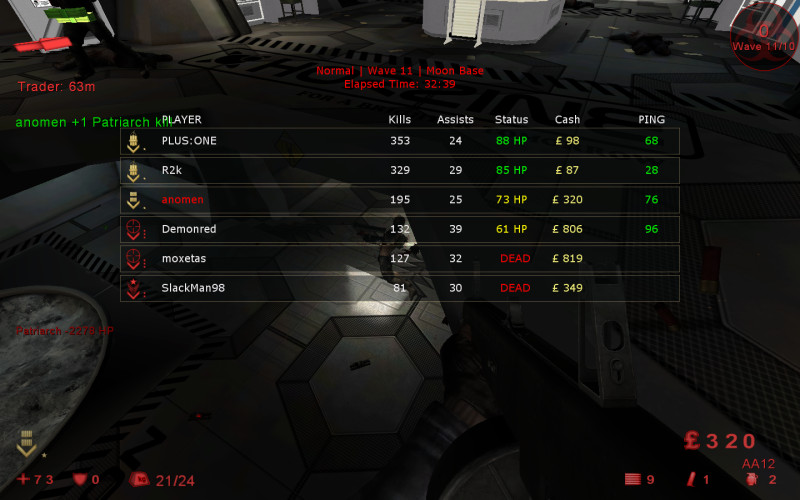 0
Wave 11/10
Normal | Wave 11 | Moon Base
Elapsed Time: 32:39
Trader: 63m
anomen +1 Patriarch kill
PLAYER Kills Assists Status Cash PING
PLUS:ONE 353 24 88 HP £ 98 68
R2k 329 29 85 HP £ 87 28
anomen 195 25 73 HP £ 320 76
Demonred 132 39 61 HP £ 806 96
moxetas 127 32 DEAD £ 819
SlackMan98 81 30 DEAD £ 349
£320
AA12
+73 0 21/24 9 1 2